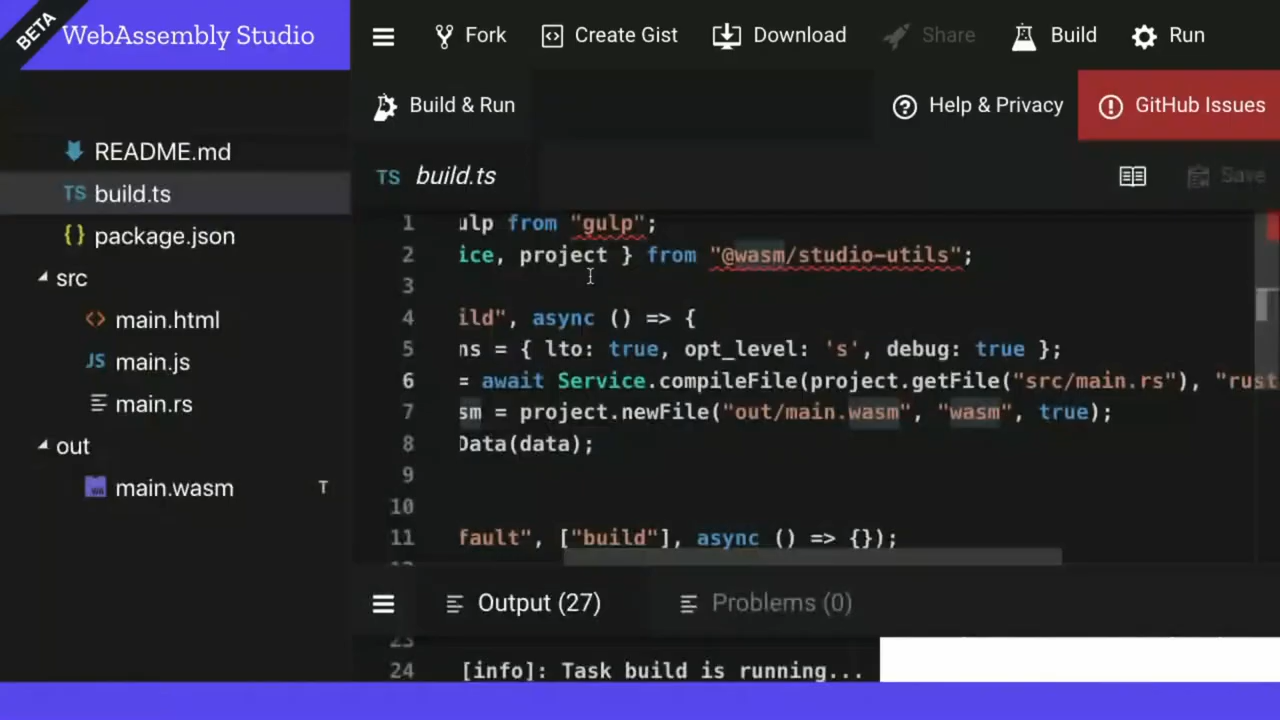 BETA
WebAssembly Studio
Fork
Create Gist
Download
Share
Build
Run
Build & Run
Help & Privacy
GitHub Issues
README.md
TS build.ts
{} package.json
src
<> main.html
JS main.js
main.rs
out
main.wasm T
TS build.ts
Save
1 ulp from "gulp";
2 ice, project } from "@wasm/studio-utils";
3
4 ild", async () => {
5 ns = { lto: true, opt_level: 's', debug: true };
6 = await Service.compileFile(project.getFile("src/main.rs"), "rust
7 sm = project.newFile("out/main.wasm", "wasm", true);
8 Data(data);
9
10
11 fault", ["build"], async () => {});
Output (27)
Problems (0)
23
24 [info]: Task build is running...